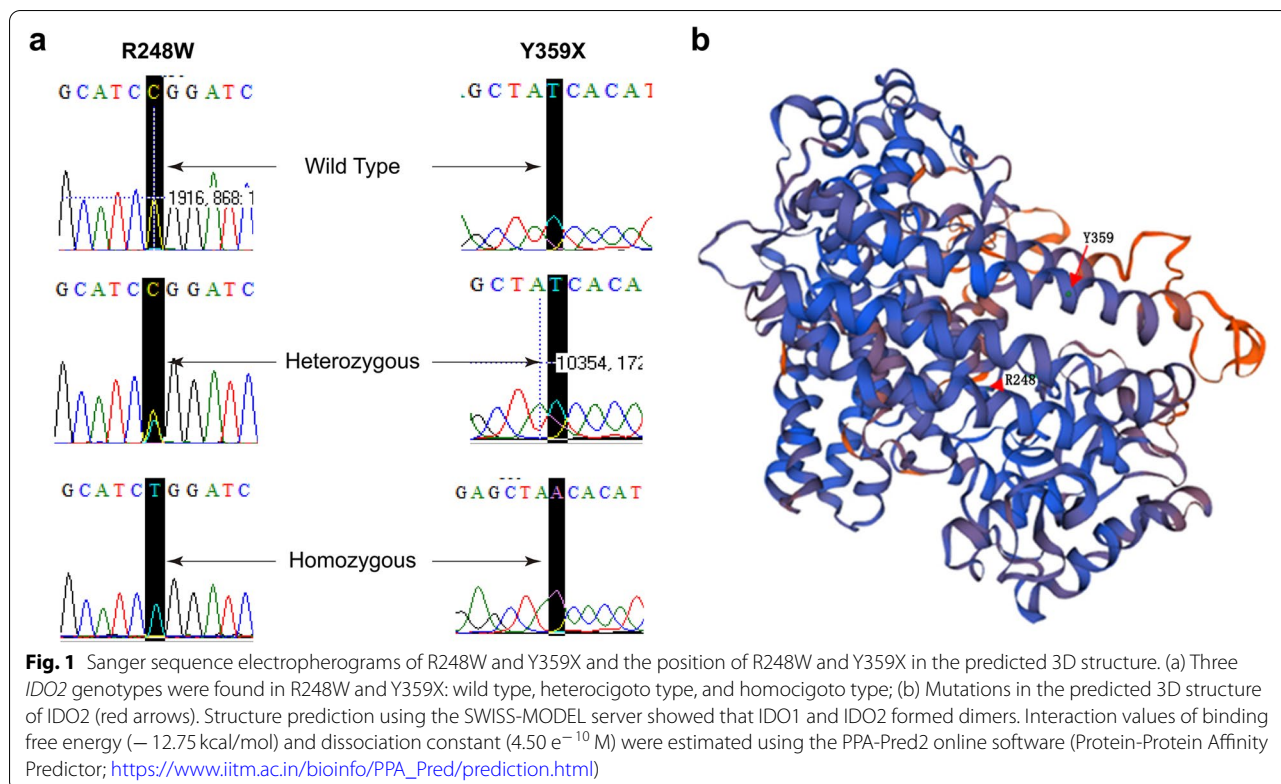 a
b
R248W
Y359X
GCATCCGGATC
GCTATCACAT
Wild Type
1916, 868: 1
GCATCCGGATC
GCTATCACA
Heterozygous
10354, 172
GCATCTGGATC
GAGCTAACACAT
Homozygous
Y359
R248
Fig. 1 Sanger sequence electropherograms of R248W and Y359X and the position of R248W and Y359X in the predicted 3D structure. (a) Three
IDO2 genotypes were found in R248W and Y359X: wild type, heterocigoto type, and homocigoto type; (b) Mutations in the predicted 3D structure
of IDO2 (red arrows). Structure prediction using the SWISS-MODEL server showed that IDO1 and IDO2 formed dimers. Interaction values of binding
free energy (− 12.75 kcal/mol) and dissociation constant (4.50 e⁻¹⁰ M) were estimated using the PPA-Pred2 online software (Protein-Protein Affinity
Predictor; https://www.iitm.ac.in/bioinfo/PPA_Pred/prediction.html)